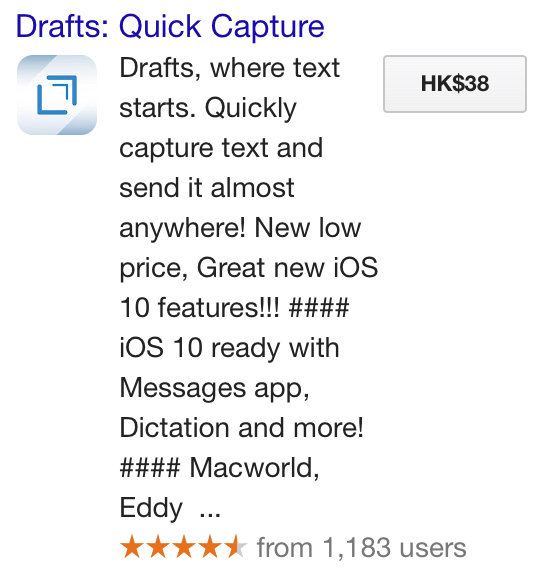 Drafts: Quick Capture
Drafts, where text
HK$38
starts. Quickly
capture text and
send it almost
anywhere! New low
price, Great new iOS
10 features!!! ####
iOS 10 ready with
Messages app,
Dictation and more!
#### Macworld,
Eddy ...
from 1,183 users